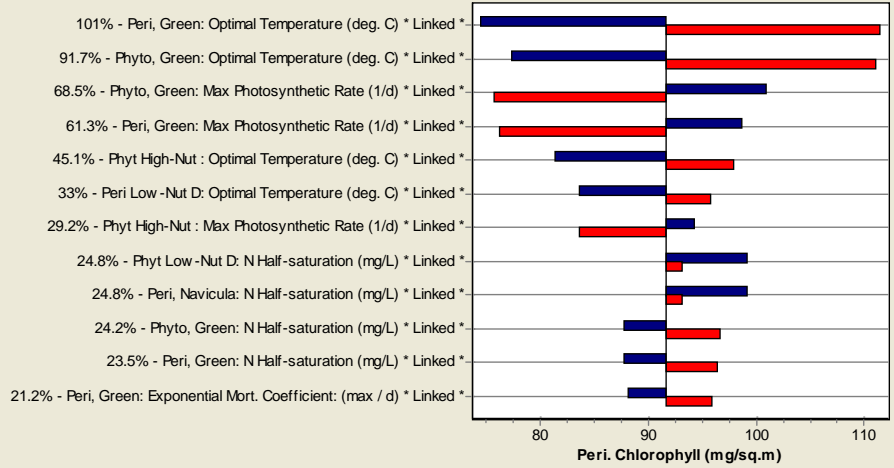 101% - Peri, Green: Optimal Temperature (deg. C) * Linked *
91.7% - Phyto, Green: Optimal Temperature (deg. C) * Linked *
68.5% - Phyto, Green: Max Photosynthetic Rate (1/d) * Linked *
61.3% - Peri, Green: Max Photosynthetic Rate (1/d) * Linked *
45.1% - Phyt High-Nut : Optimal Temperature (deg. C) * Linked *
33% - Peri Low-Nut D: Optimal Temperature (deg. C) * Linked *
29.2% - Phyt High-Nut : Max Photosynthetic Rate (1/d) * Linked *
24.8% - Phyt Low-Nut D: N Half-saturation (mg/L) * Linked *
24.8% - Peri, Navicula: N Half-saturation (mg/L) * Linked *
24.2% - Phyto, Green: N Half-saturation (mg/L) * Linked *
23.5% - Peri, Green: N Half-saturation (mg/L) * Linked *
21.2% - Peri, Green: Exponential Mort. Coefficient: (max / d) * Linked *
80 90 100 110
Peri. Chlorophyll (mg/sq.m)